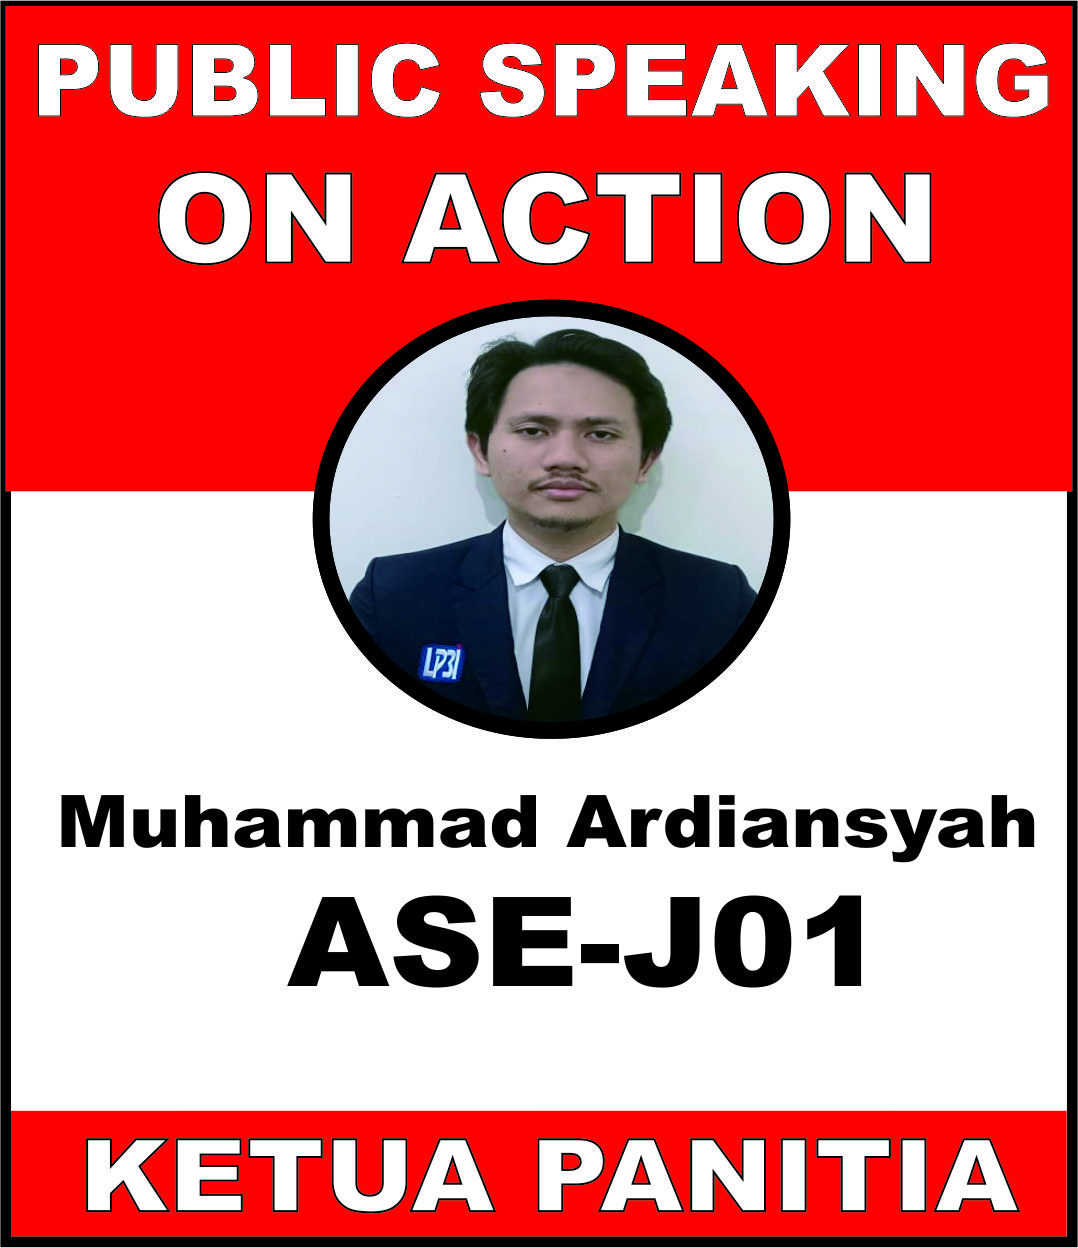 PUBLIC SPEAKING
ON ACTION
LP3I
Muhammad Ardiansyah
ASE-J01
KETUA PANITIA